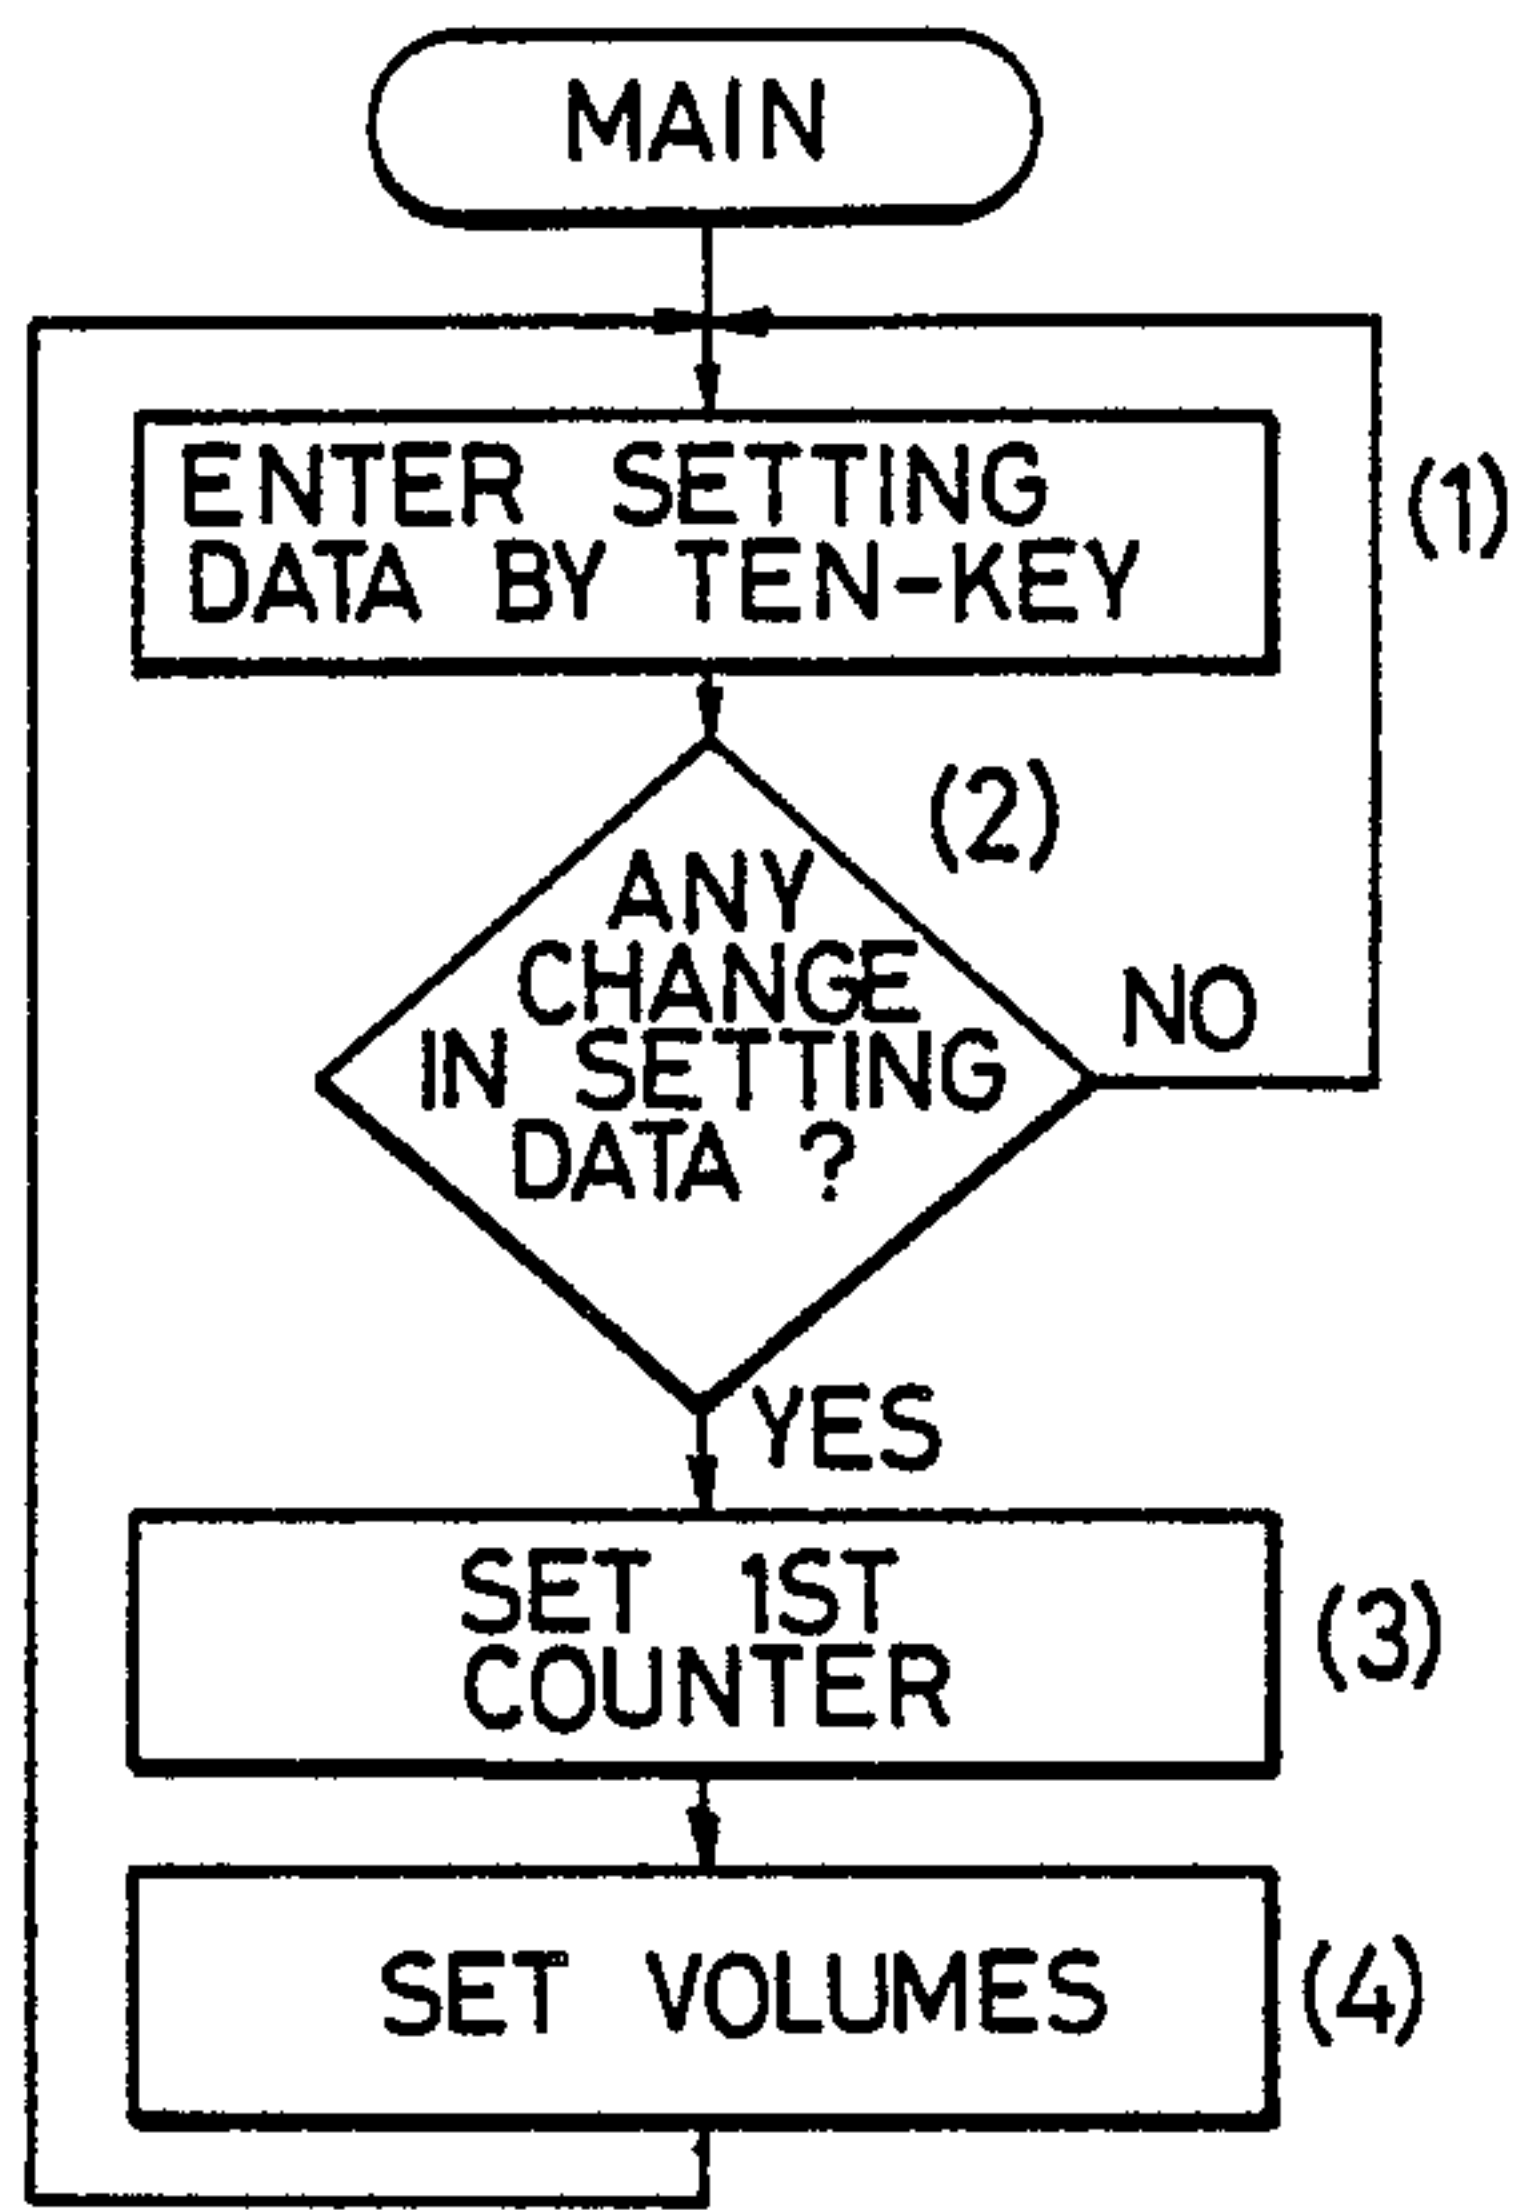 MAIN
ENTER SETTING
DATA BY TEN-KEY
(1)
(2)
ANY
CHANGE
IN SETTING
DATA ?
NO
YES
SET 1ST
COUNTER
(3)
SET VOLUMES
(4)